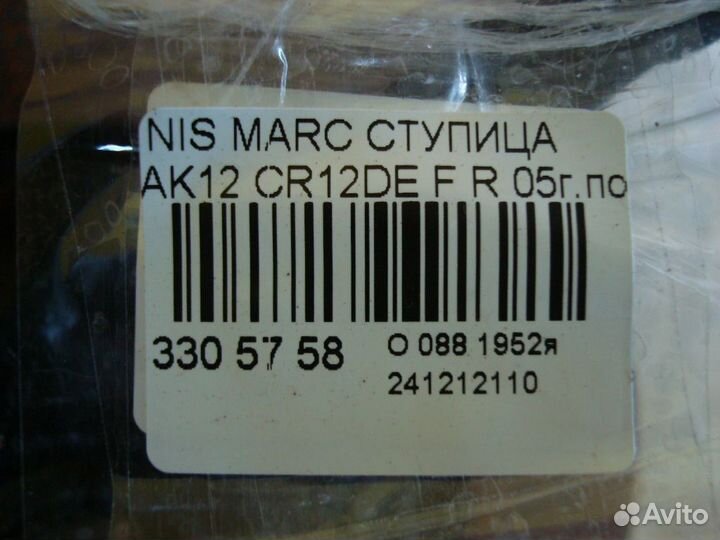 NIS MARC СТУПИЦА
AK12 CR12DE F R 05г.по
330 57 58
О 088 1952я
241212110
Avito